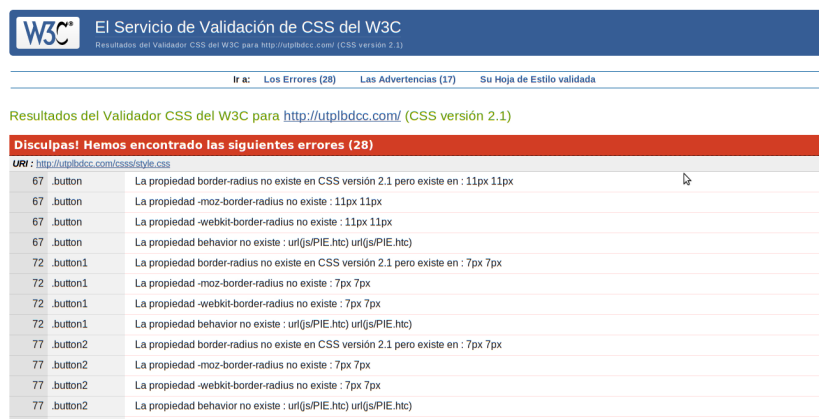 W3C® El Servicio de Validación de CSS del W3C
Resultados del Validador CSS del W3C para http://utplbdcc.com/ (CSS versión 2.1)
Ir a: Los Errores (28) Las Advertencias (17) Su Hoja de Estilo validada
Resultados del Validador CSS del W3C para http://utplbdcc.com/ (CSS versión 2.1)
Disculpas! Hemos encontrado las siguientes errores (28)
URI : http://utplbdcc.com/csss/style.css
67 .button La propiedad border-radius no existe en CSS versión 2.1 pero existe en : 11px 11px
67 .button La propiedad -moz-border-radius no existe : 11px 11px
67 .button La propiedad -webkit-border-radius no existe : 11px 11px
67 .button La propiedad behavior no existe : url(js/PIE.htc) url(js/PIE.htc)
72 .button1 La propiedad border-radius no existe en CSS versión 2.1 pero existe en : 7px 7px
72 .button1 La propiedad -moz-border-radius no existe : 7px 7px
72 .button1 La propiedad -webkit-border-radius no existe : 7px 7px
72 .button1 La propiedad behavior no existe : url(js/PIE.htc) url(js/PIE.htc)
77 .button2 La propiedad border-radius no existe en CSS versión 2.1 pero existe en : 7px 7px
77 .button2 La propiedad -moz-border-radius no existe : 7px 7px
77 .button2 La propiedad -webkit-border-radius no existe : 7px 7px
77 .button2 La propiedad behavior no existe : url(js/PIE.htc) url(js/PIE.htc)